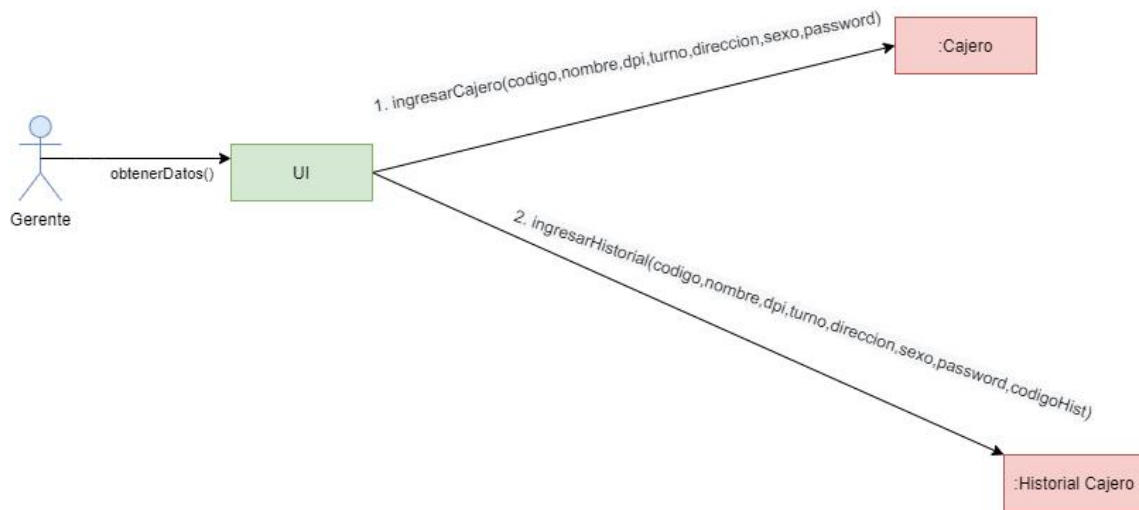 1. ingresarCajero(codigo,nombre,dpi,turno,direccion,sexo,password)
:Cajero
obtenerDatos()
UI
Gerente
2. ingresarHistorial(codigo,nombre,dpi,turno,direccion,sexo,password,codigoHist)
:Historial Cajero